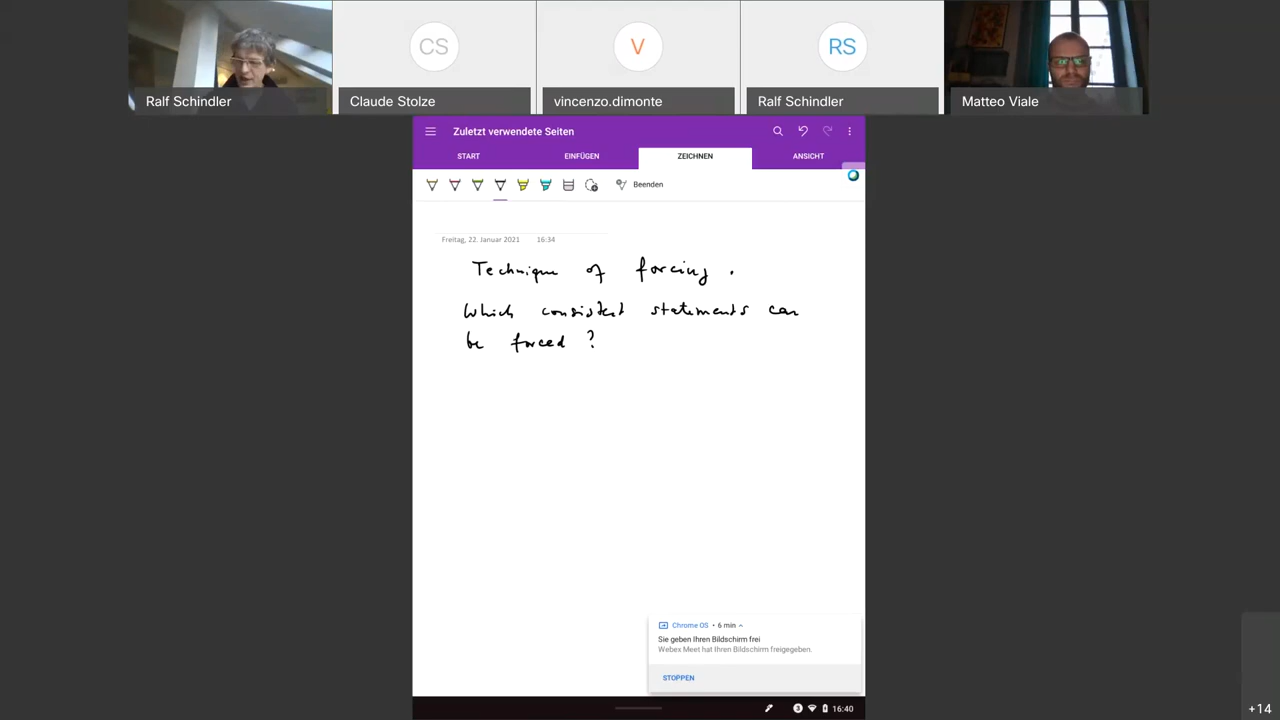 CS
V
RS
Ralf Schindler
Claude Stolze
vincenzo.dimonte
Ralf Schindler
Matteo Viale
Zuletzt verwendete Seiten
START
EINFÜGEN
ZEICHNEN
ANSICHT
Beenden
Freitag, 22. Januar 2021 16:34
Technique of forcing .
Which consistent statements can
be forced ?
Chrome OS • 6 min
Sie geben Ihren Bildschirm frei
Webex Meet hat Ihren Bildschirm freigegeben.
STOPPEN
3 16:40
+14